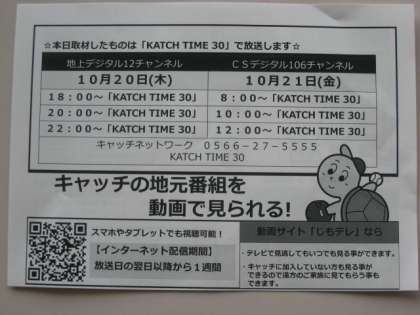 ☆本日取材したものは「KATCH TIME 30」で放送します☆
地上デジタル12チャンネル
CSデジタル106チャンネル
10月20日(木)
10月21日(金)
18:00～「KATCH TIME 30」
8:00～「KATCH TIME 30」
20:00～「KATCH TIME 30」
10:00～「KATCH TIME 30」
22:00～「KATCH TIME 30」
12:00～「KATCH TIME 30」
キャッチネットワーク 0566-27-5555
KATCH TIME 30
キャッチの地元番組を
動画で見られる!
スマホやタブレットでも視聴可能!
【インターネット配信期間】
放送日の翌日以降から1週間
動画サイト「じもテレ」なら
・テレビで見逃してもいつでも見る事ができます。
・キャッチに加入していない方も見る事が
できるので遠方のご家族に見てもらう事も
できます。